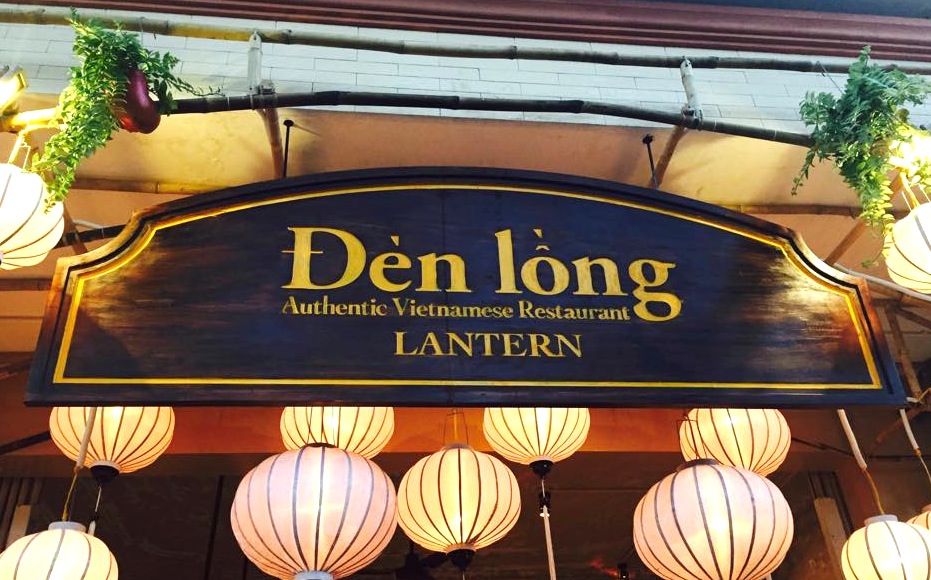 Đèn lồng
Authentic Vietnamese Restaurant
LANTERN